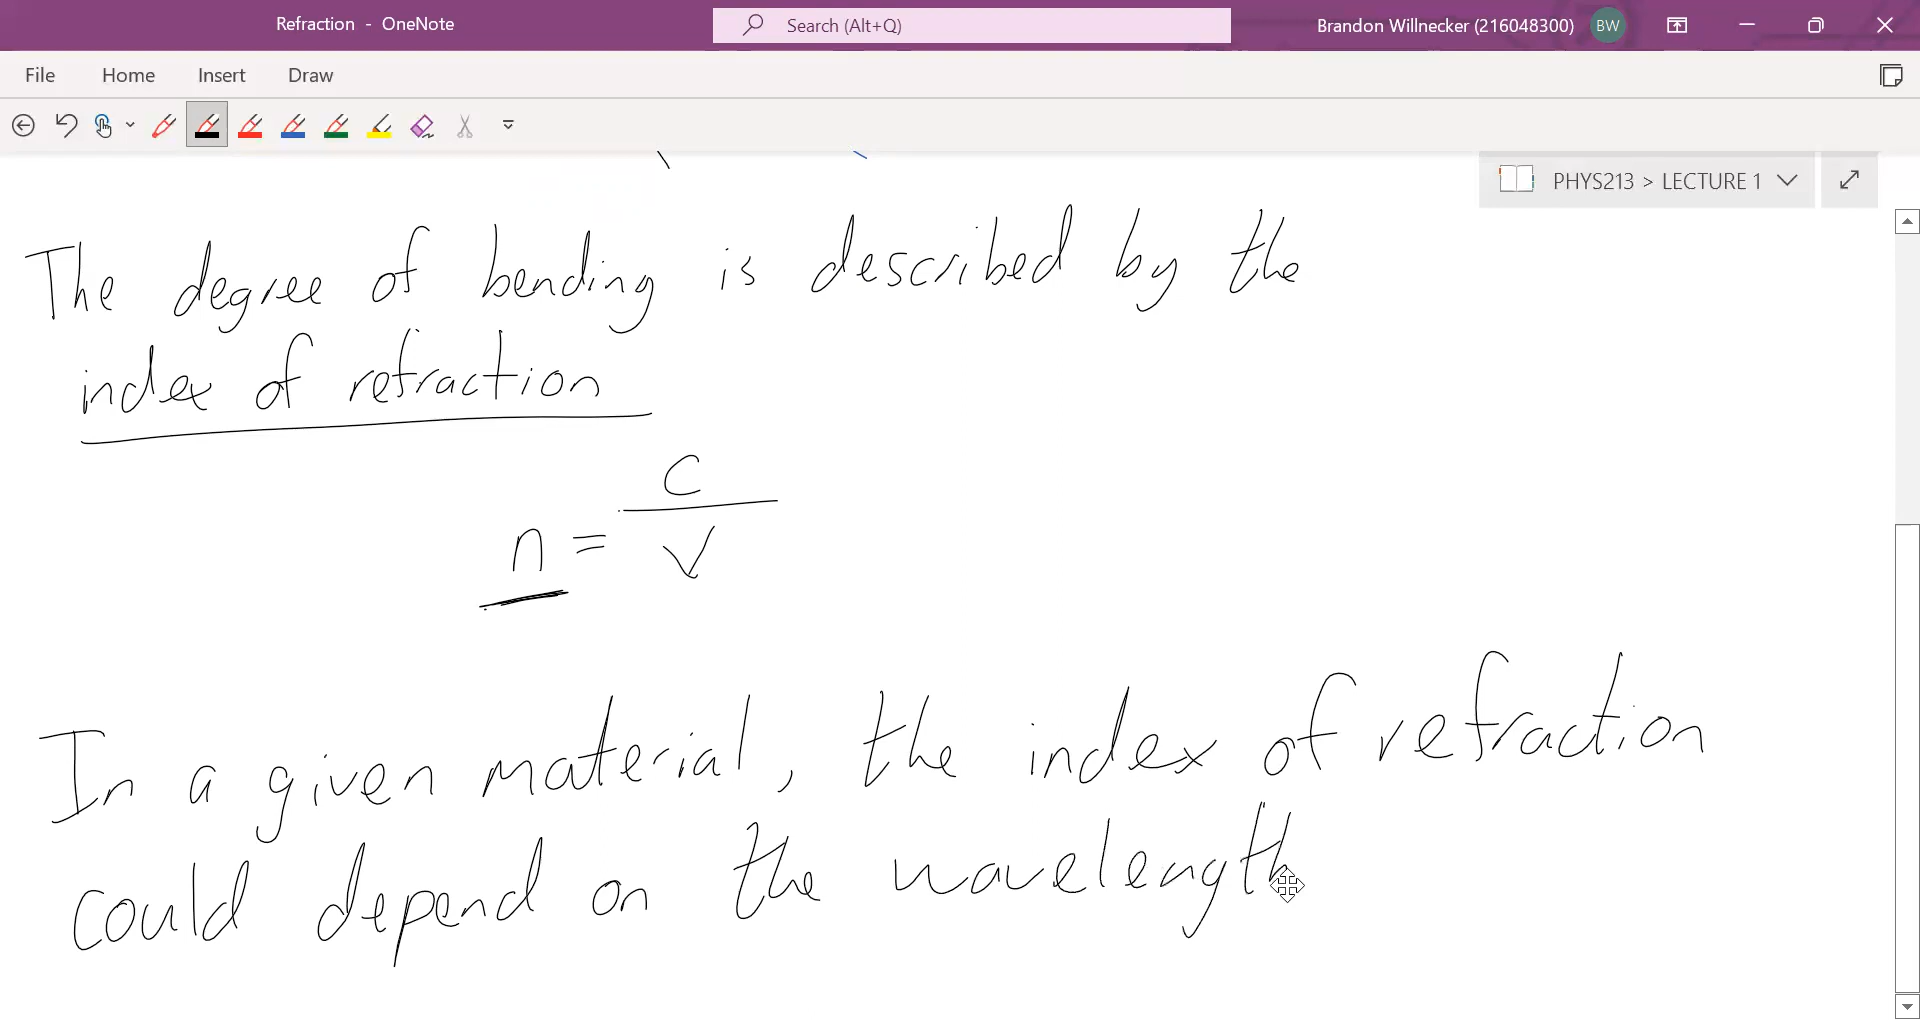 Refraction - OneNote
Search (Alt+Q)
Brandon Willnecker (216048300) BW
File Home Insert Draw
PHYS213 > LECTURE 1
The degree of bending is described by the
index of refraction
n = c / v
In a given material, the index of refraction
could depend on the wavelength